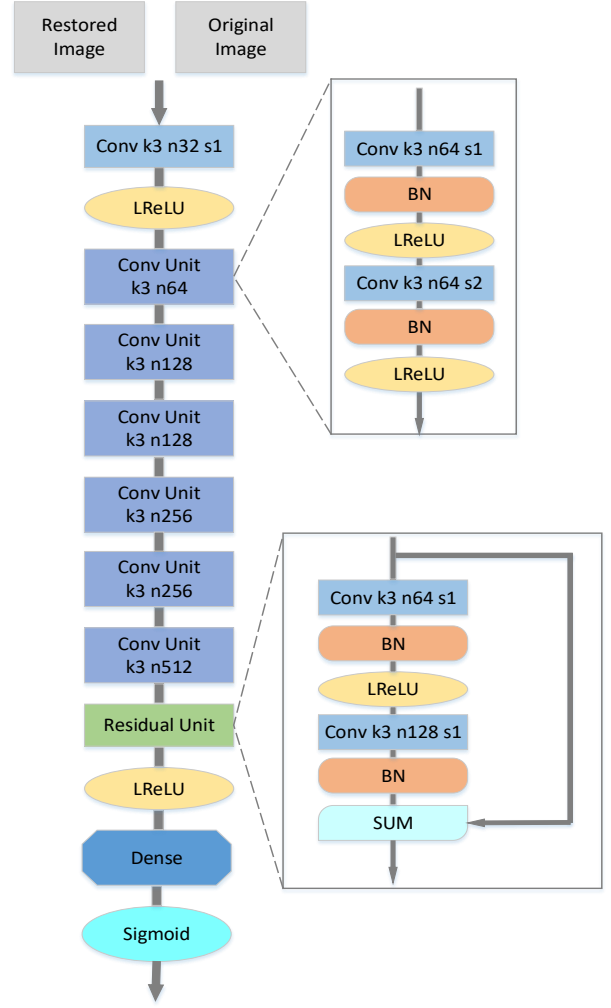 Restored
Image
Original
Image
Conv k3 n32 s1
LReLU
Conv Unit
k3 n64
Conv Unit
k3 n128
Conv Unit
k3 n128
Conv Unit
k3 n256
Conv Unit
k3 n256
Conv Unit
k3 n512
Residual Unit
LReLU
Dense
Sigmoid
Conv k3 n64 s1
BN
LReLU
Conv k3 n64 s2
BN
LReLU
Conv k3 n64 s1
BN
LReLU
Conv k3 n128 s1
BN
SUM